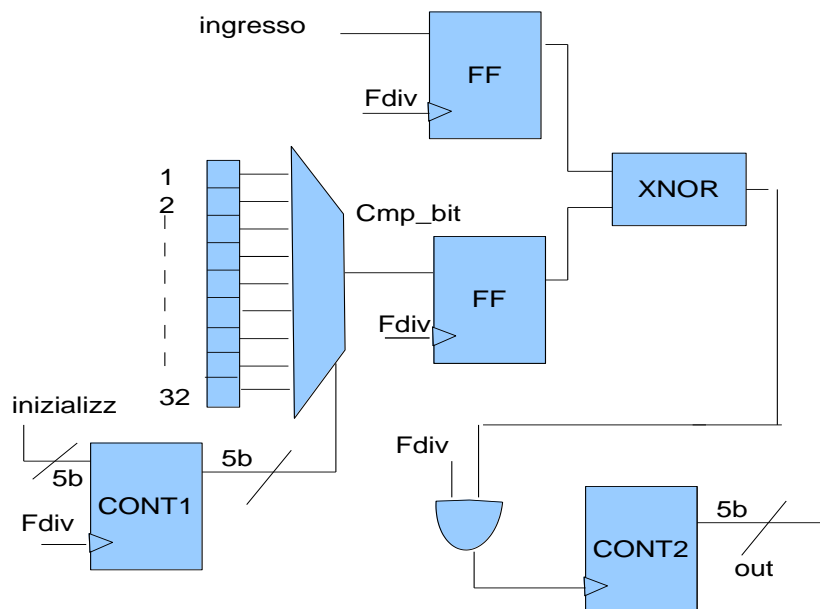 ingresso
FF
Fdiv
1
2
XNOR
Cmp_bit
FF
Fdiv
32
inizializz
5b
5b
CONT1
Fdiv
Fdiv
5b
CONT2
out